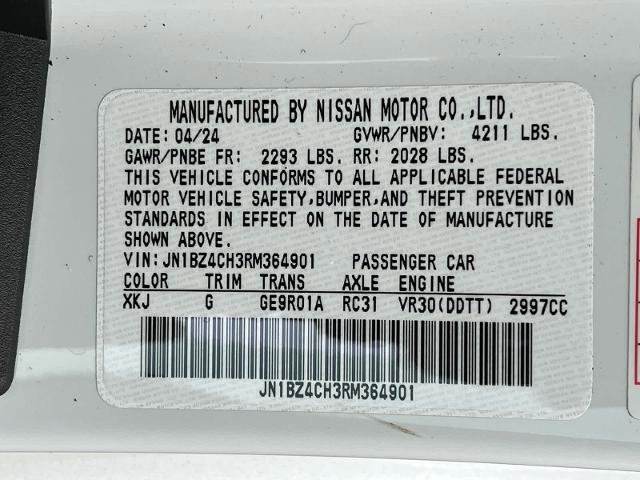 MANUFACTURED BY NISSAN MOTOR CO.,LTD.
DATE: 04/24 GVWR/PNBV: 4211 LBS.
GAWR/PNBE FR: 2293 LBS. RR: 2028 LBS.
THIS VEHICLE CONFORMS TO ALL APPLICABLE FEDERAL
MOTOR VEHICLE SAFETY,BUMPER,AND THEFT PREVENTION
STANDARDS IN EFFECT ON THE DATE OF MANUFACTURE
SHOWN ABOVE.
VIN:JN1BZ4CH3RM364901 PASSENGER CAR
COLOR TRIM TRANS AXLE ENGINE
XKJ G GE9R01A RC31 VR30(DDTT) 2997CC
JN1BZ4CH3RM364901